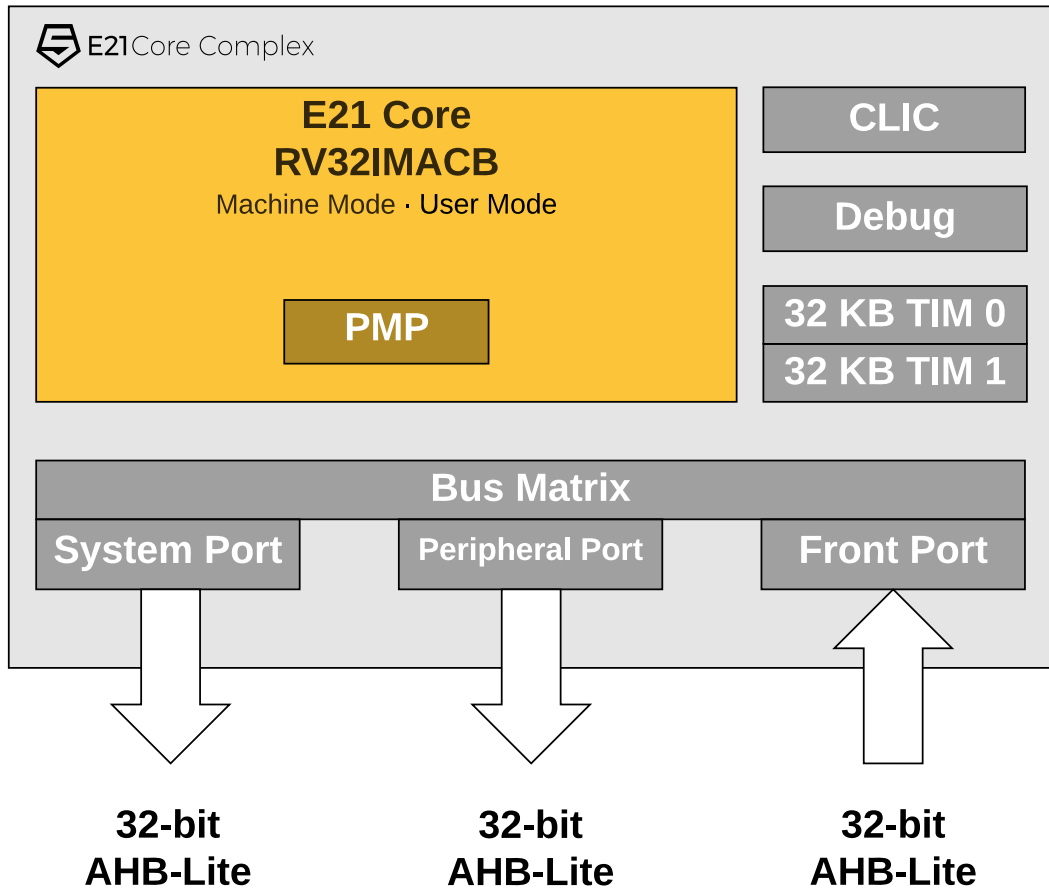 E21 Core Complex
E21 Core
RV32IMACB
Machine Mode · User Mode
PMP
CLIC
Debug
32 KB TIM 0
32 KB TIM 1
Bus Matrix
System Port
Peripheral Port
Front Port
32-bit
AHB-Lite
32-bit
AHB-Lite
32-bit
AHB-Lite